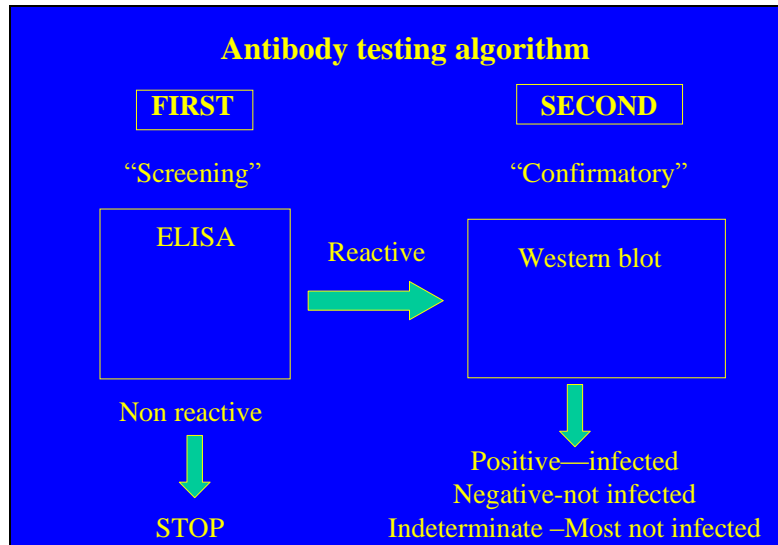 Antibody testing algorithm
FIRST
SECOND
“Screening”
“Confirmatory”
ELISA
Reactive
Western blot
Non reactive
STOP
Positive—infected
Negative-not infected
Indeterminate –Most not infected